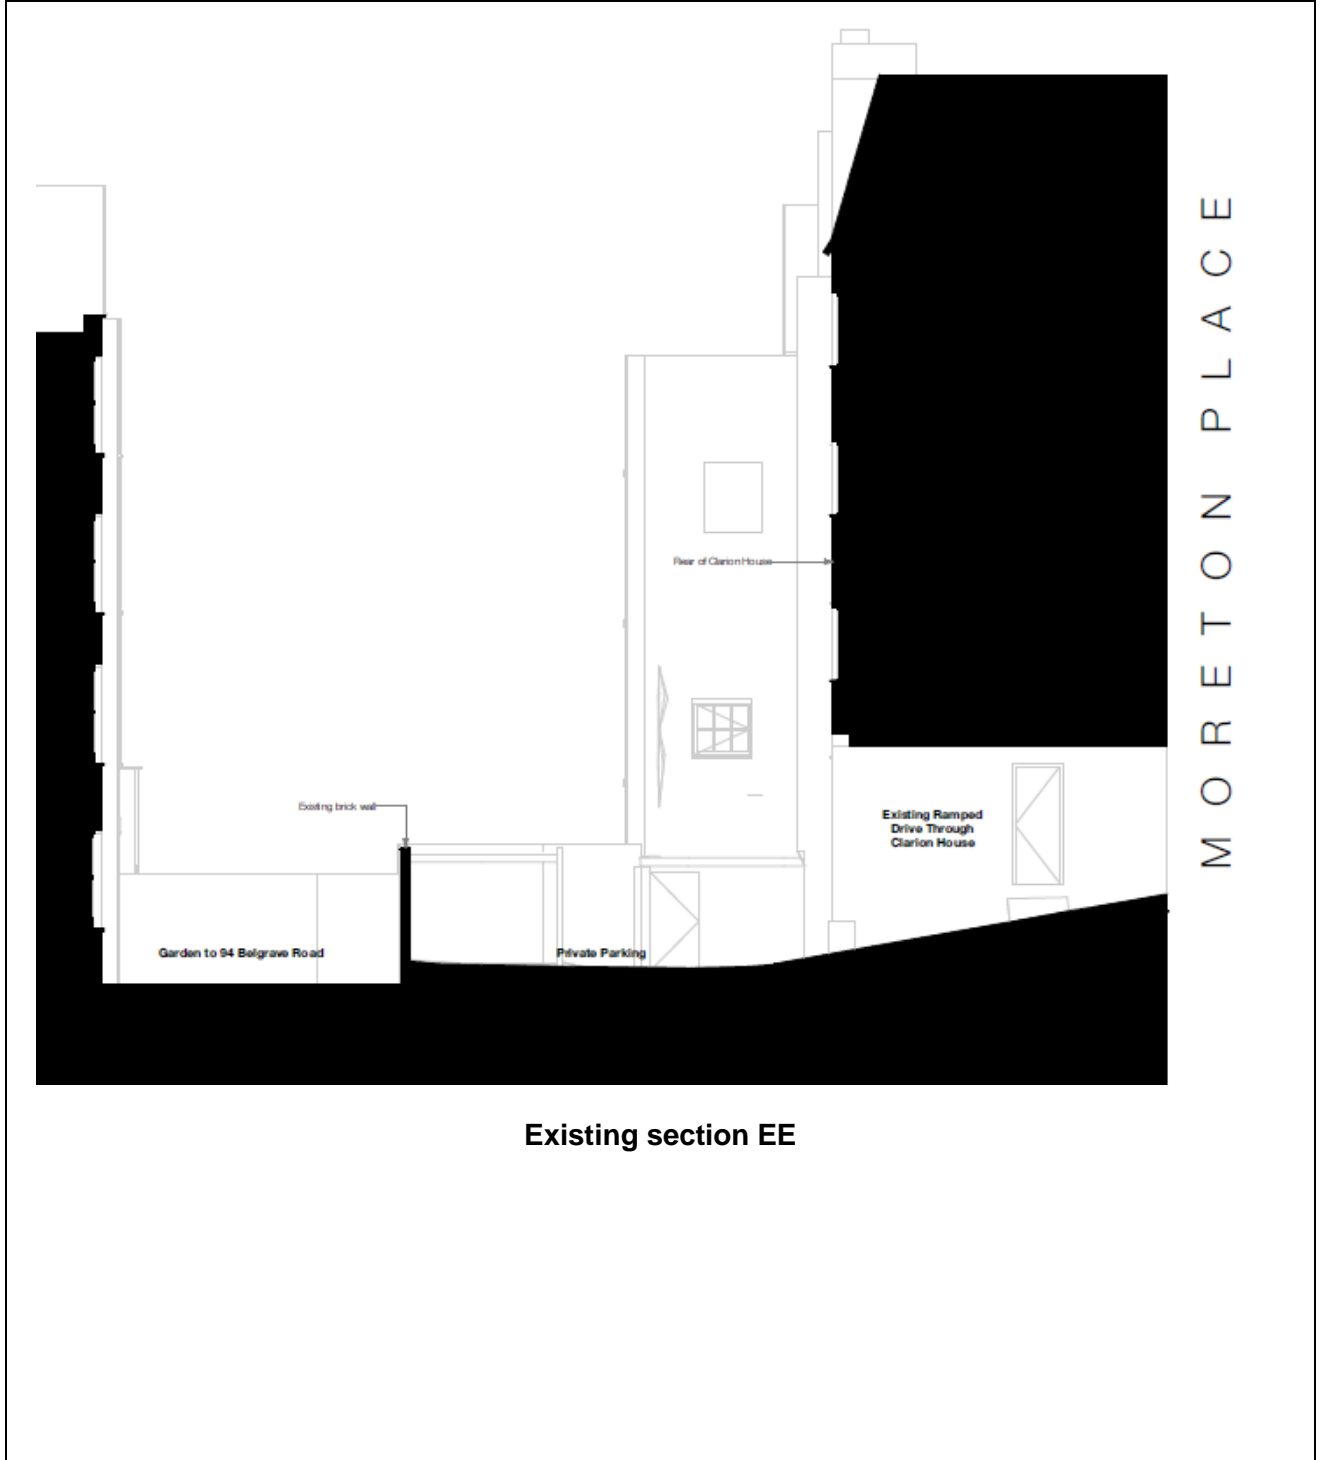 MORETON PLACE
Rear of Clarion House
Existing brick wall
Existing Ramped
Drive Through
Clarion House
Garden to 94 Belgrave Road
Private Parking
Existing section EE